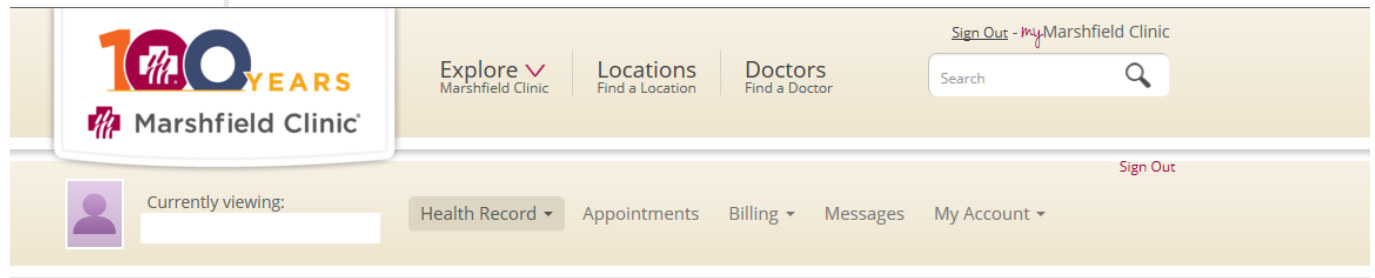 100 YEARS
Marshfield Clinic
Explore
Marshfield Clinic
Locations
Find a Location
Doctors
Find a Doctor
Sign Out - myMarshfield Clinic
Search
Sign Out
Currently viewing:
Health Record Appointments Billing Messages My Account